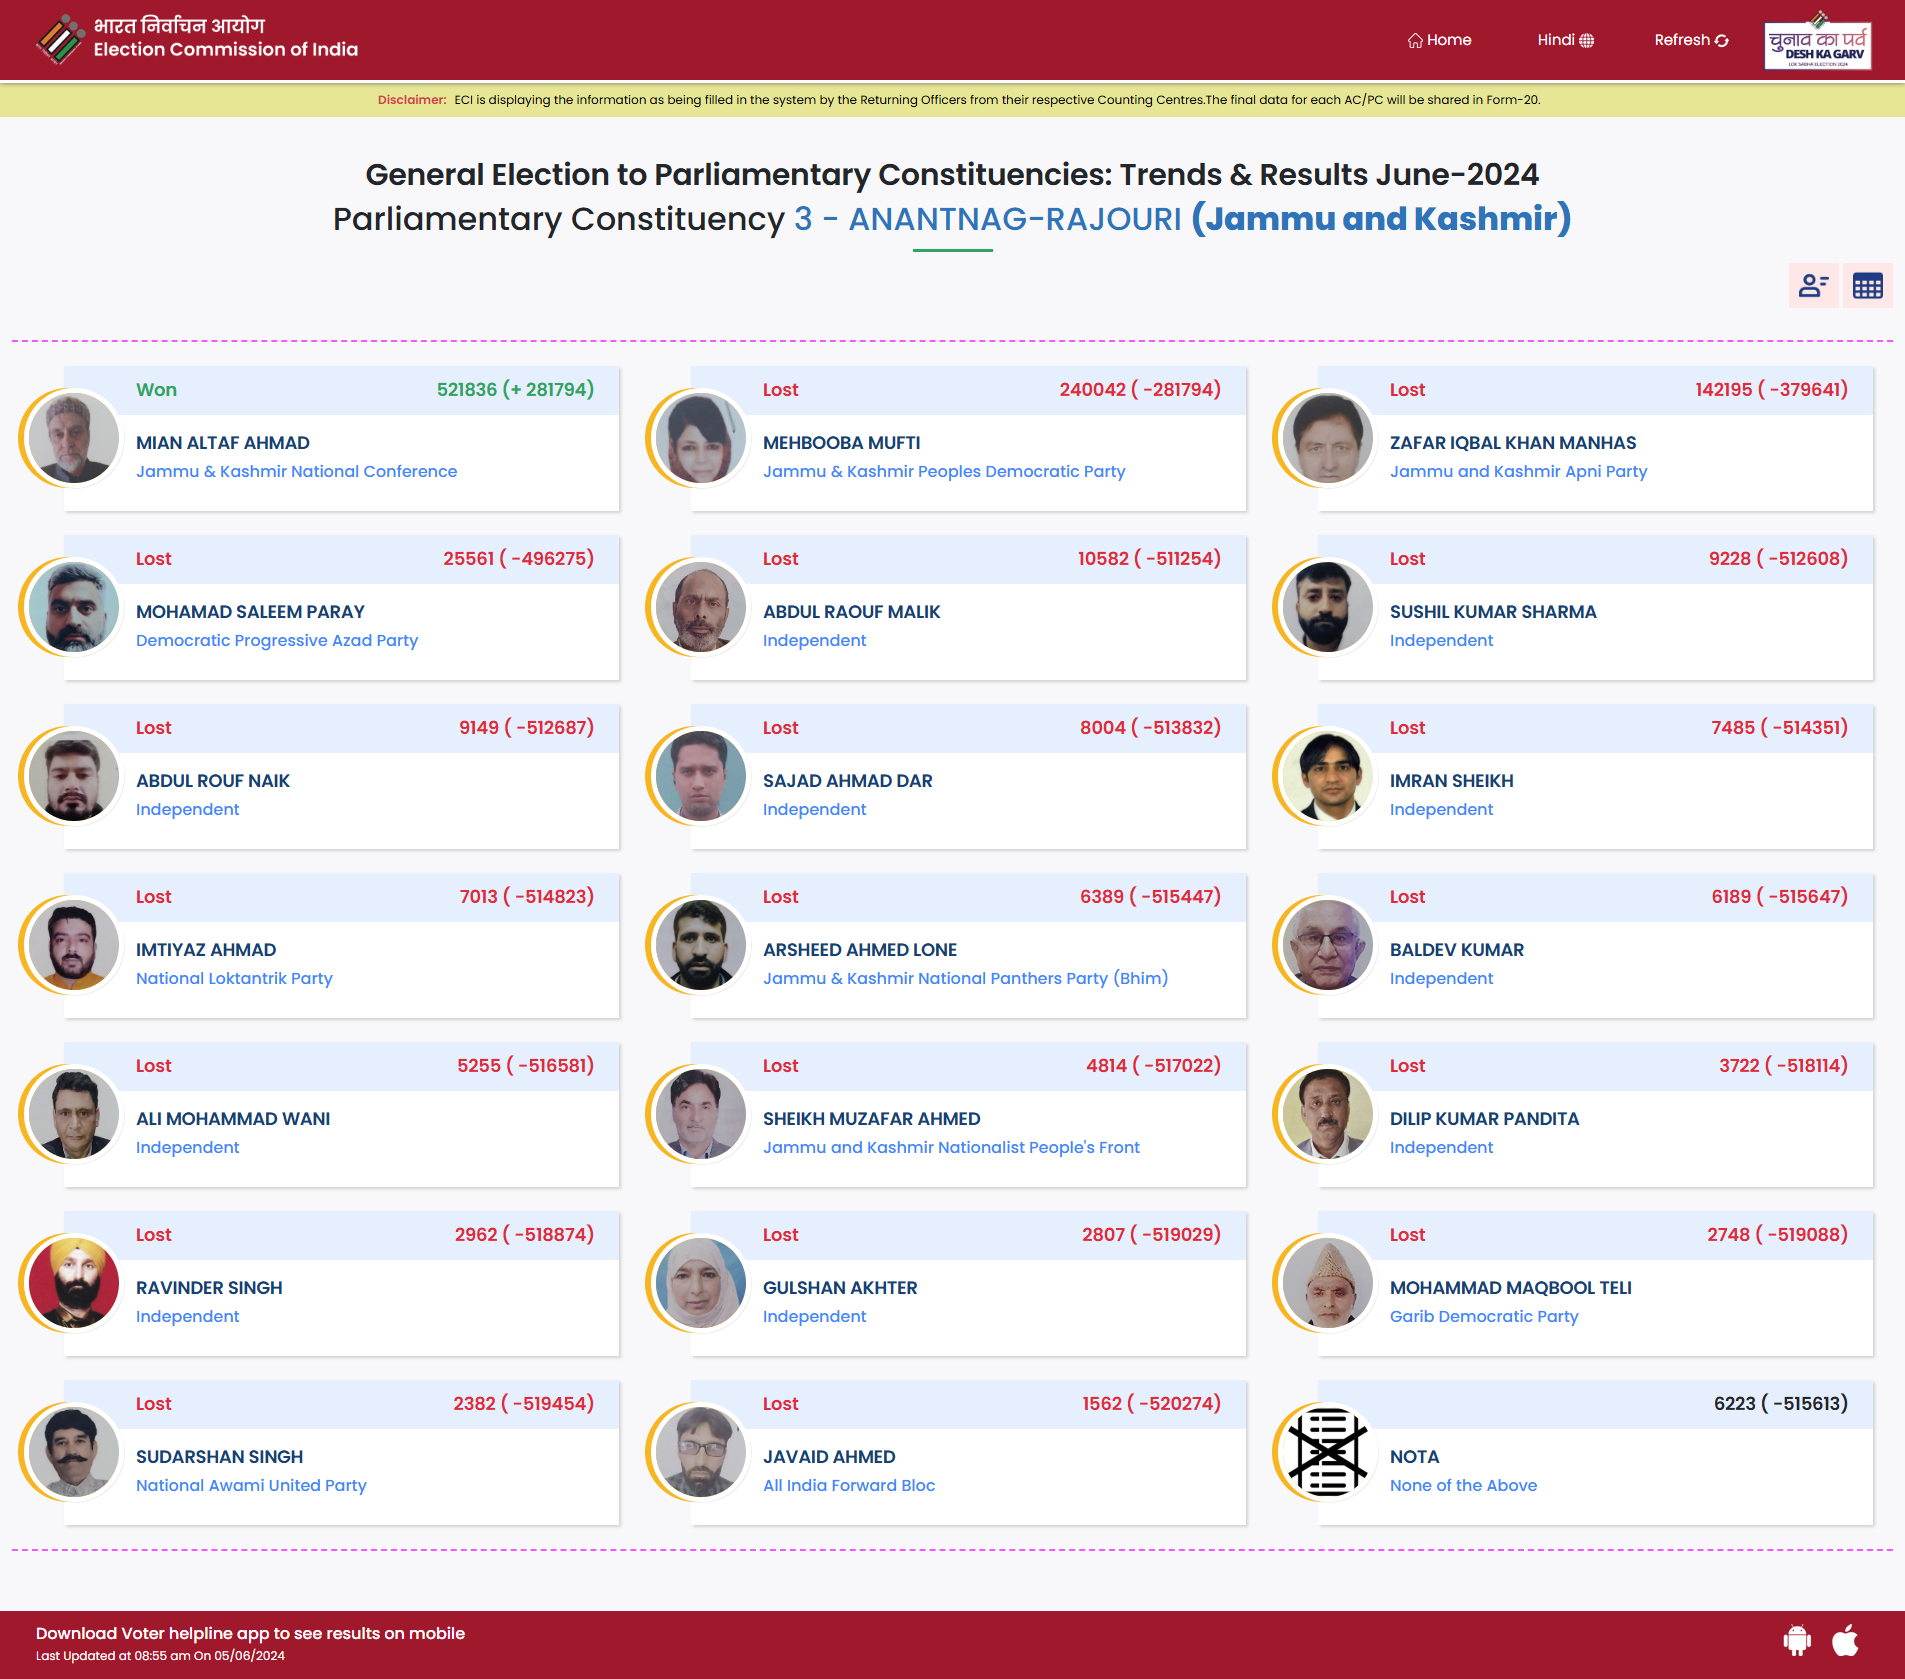 भारत निर्वाचन आयोग
Election Commission of India
Home
Hindi
Refresh
चुनाव का पर्व
DESH KA GARV
LOK SABHA ELECTION 2024
Disclaimer: ECI is displaying the information as being filled in the system by the Returning Officers from their respective Counting Centres.The final data for each AC/PC will be shared in Form-20.
General Election to Parliamentary Constituencies: Trends & Results June-2024
Parliamentary Constituency 3 - ANANTNAG-RAJOURI (Jammu and Kashmir)
Won 521836 (+ 281794)
MIAN ALTAF AHMAD
Jammu & Kashmir National Conference
Lost 240042 ( -281794)
MEHBOOBA MUFTI
Jammu & Kashmir Peoples Democratic Party
Lost 142195 ( -379641)
ZAFAR IQBAL KHAN MANHAS
Jammu and Kashmir Apni Party
Lost 25561 ( -496275)
MOHAMAD SALEEM PARAY
Democratic Progressive Azad Party
Lost 10582 ( -511254)
ABDUL RAOUF MALIK
Independent
Lost 9228 ( -512608)
SUSHIL KUMAR SHARMA
Independent
Lost 9149 ( -512687)
ABDUL ROUF NAIK
Independent
Lost 8004 ( -513832)
SAJAD AHMAD DAR
Independent
Lost 7485 ( -514351)
IMRAN SHEIKH
Independent
Lost 7013 ( -514823)
IMTIYAZ AHMAD
National Loktantrik Party
Lost 6389 ( -515447)
ARSHEED AHMED LONE
Jammu & Kashmir National Panthers Party (Bhim)
Lost 6189 ( -515647)
BALDEV KUMAR
Independent
Lost 5255 ( -516581)
ALI MOHAMMAD WANI
Independent
Lost 4814 ( -517022)
SHEIKH MUZAFAR AHMED
Jammu and Kashmir Nationalist People's Front
Lost 3722 ( -518114)
DILIP KUMAR PANDITA
Independent
Lost 2962 ( -518874)
RAVINDER SINGH
Independent
Lost 2807 ( -519029)
GULSHAN AKHTER
Independent
Lost 2748 ( -519088)
MOHAMMAD MAQBOOL TELI
Garib Democratic Party
Lost 2382 ( -519454)
SUDARSHAN SINGH
National Awami United Party
Lost 1562 ( -520274)
JAVAID AHMED
All India Forward Bloc
6223 ( -515613)
NOTA
None of the Above
Download Voter helpline app to see results on mobile
Last Updated at 08:55 am On 05/06/2024